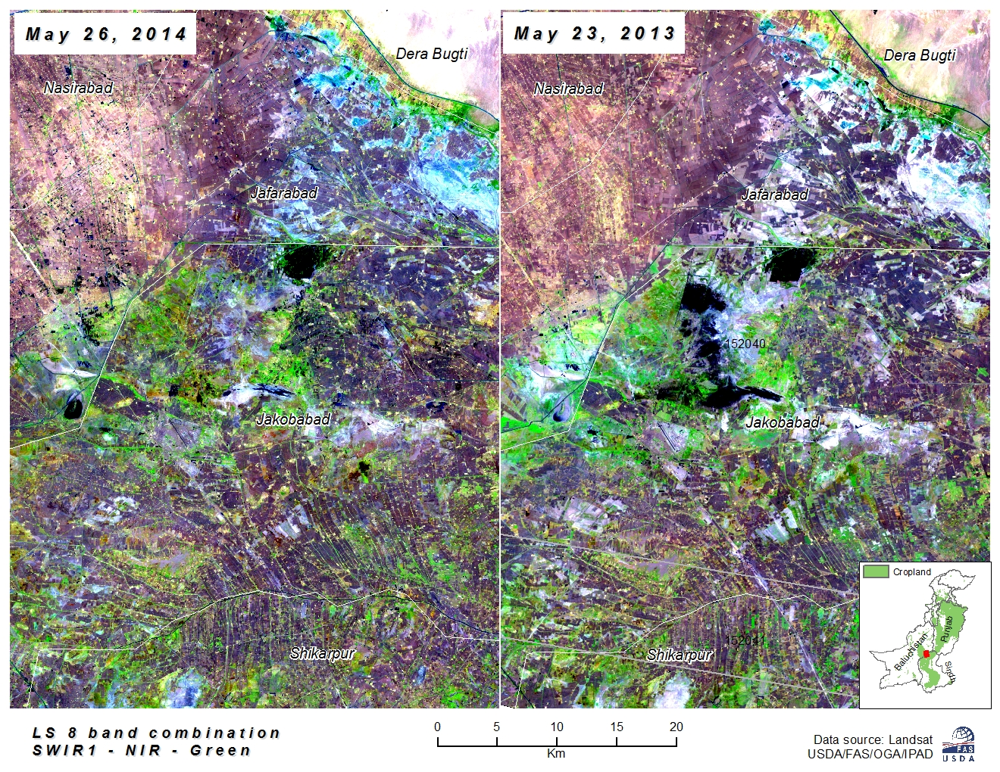 May 26, 2014
May 23, 2013
Dera Bugti
Dera Bugti
Nasirabad
Nasirabad
Jafarabad
Jafarabad
152040
Jakobabad
Jakobabad
Cropland
Punjab
Baluchistan
Sindh
152041
Shikarpur
Shikarpur
LS 8 band combination
SWIR1 - NIR - Green
0 5 10 15 20
Km
Data source: Landsat
USDA/FAS/OGA/IPAD
FAS
USDA